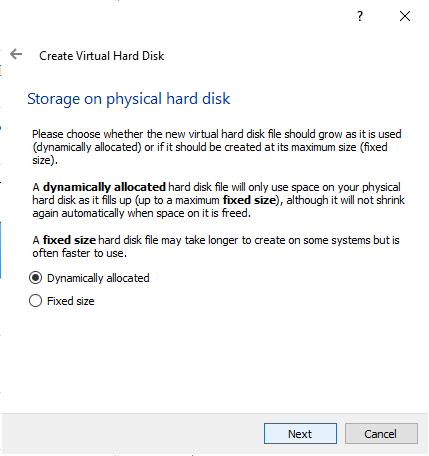 ?
Create Virtual Hard Disk
Storage on physical hard disk
Please choose whether the new virtual hard disk file should grow as it is used
(dynamically allocated) or if it should be created at its maximum size (fixed
size).
A dynamically allocated hard disk file will only use space on your physical
hard disk as it fills up (up to a maximum fixed size), although it will not shrink
again automatically when space on it is freed.
A fixed size hard disk file may take longer to create on some systems but is
often faster to use.
Dynamically allocated
Fixed size
Next Cancel